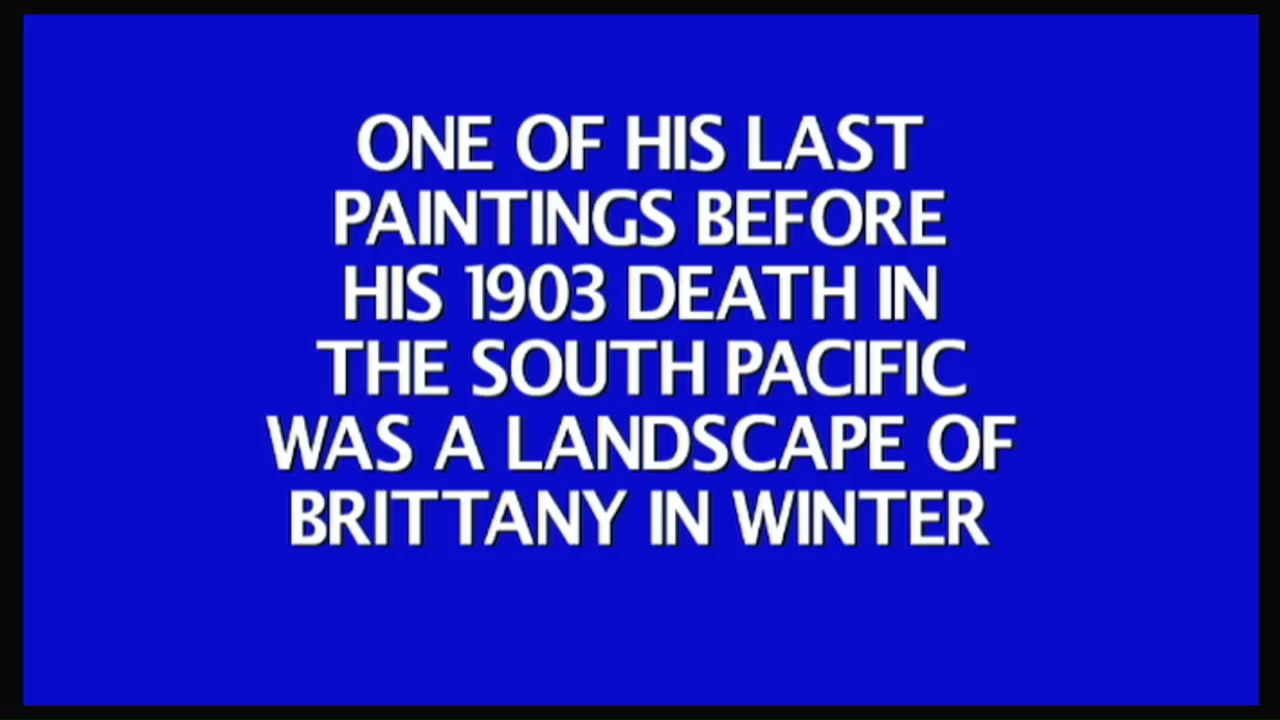 ONE OF HIS LAST
PAINTINGS BEFORE
HIS 1903 DEATH IN
THE SOUTH PACIFIC
WAS A LANDSCAPE OF
BRITTANY IN WINTER